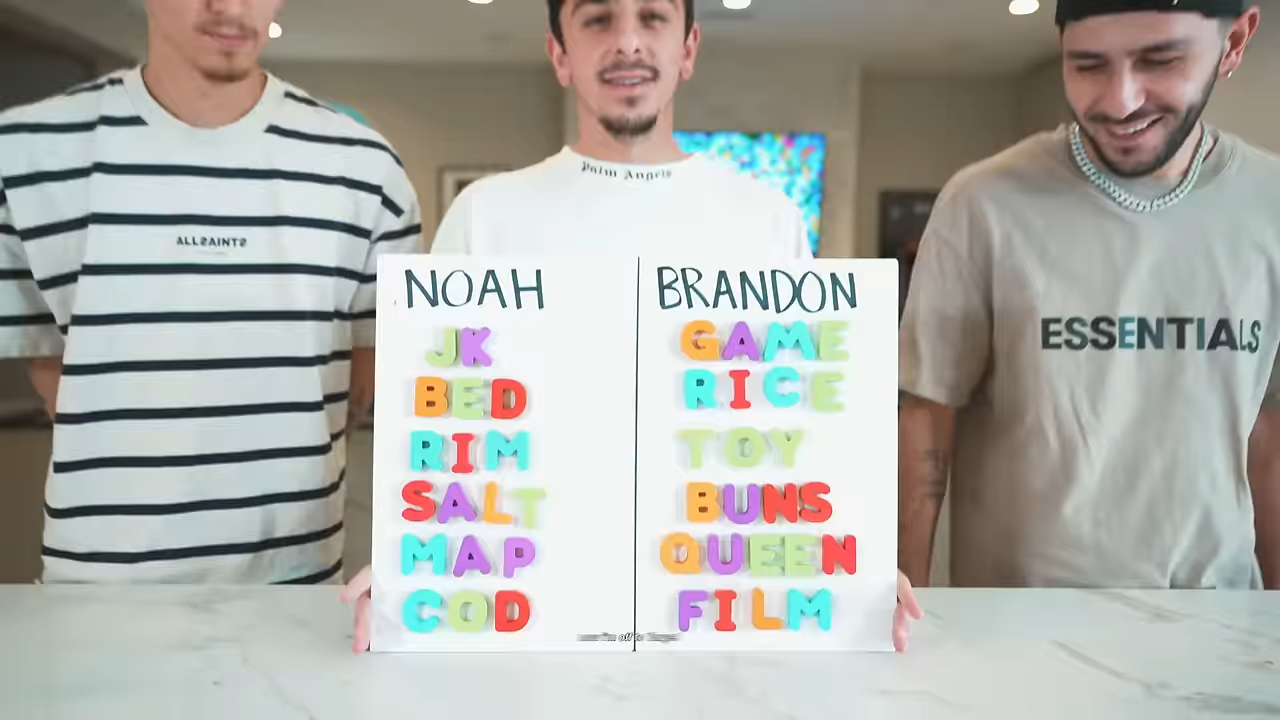 Palm Angels
ALLSAINTS
ESSENTIALS
NOAH
JK
BED
RIM
SALT
MAP
COD
BRANDON
GAME
RICE
TOY
BUNS
QUEEN
FILM